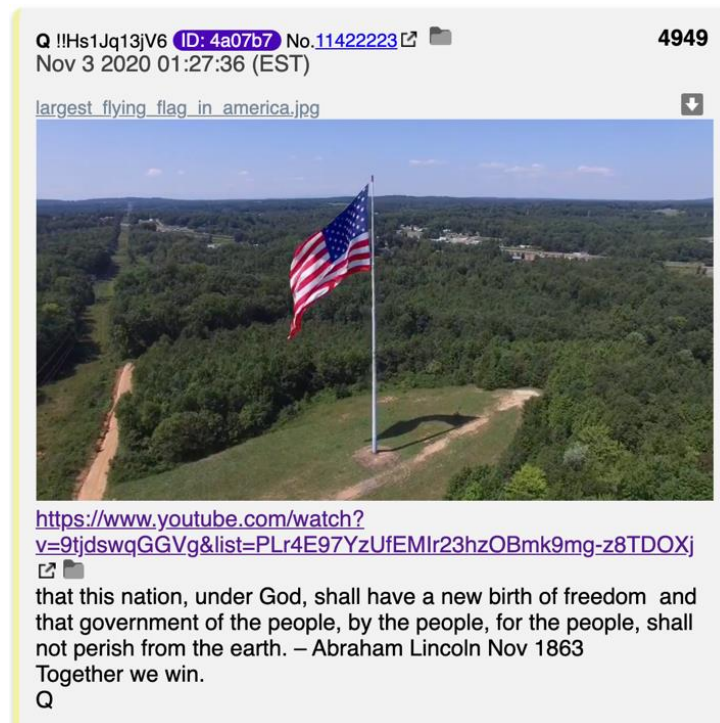 Q !!Hs1Jq13jV6 ID: 4a07b7 No.11422223 4949
Nov 3 2020 01:27:36 (EST)
largest_flying_flag_in_america.jpg
https://www.youtube.com/watch?
v=9tjdswqGGVg&list=PLr4E97YzUfEMIr23hzOBmk9mg-z8TDOXj
that this nation, under God, shall have a new birth of freedom  and
that government of the people, by the people, for the people, shall
not perish from the earth. – Abraham Lincoln Nov 1863
Together we win.
Q